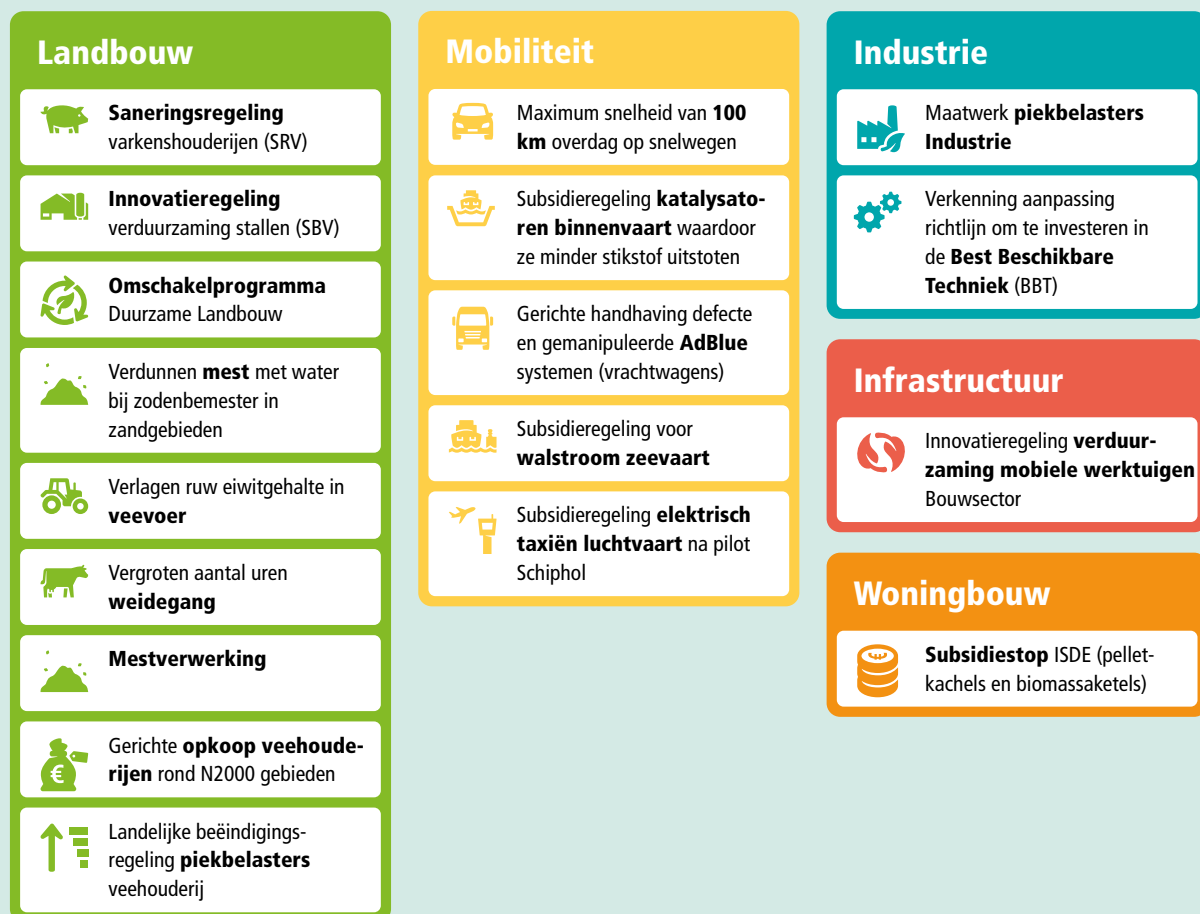 Landbouw
Saneringsregeling
varkenshouderijen (SRV)
Innovatieregeling
verduurzaming stallen (SBV)
Omschakelprogramma
Duurzame Landbouw
Verdunnen mest met water
bij zodenbemester in
zandgebieden
Verlagen ruw eiwitgehalte in
veevoer
Vergroten aantal uren
weidegang
Mestverwerking
Gerichte opkoop veehoude-
rijen rond N2000 gebieden
Landelijke beëindigings-
regeling piekbelasters
veehouderij
Mobiliteit
Maximum snelheid van 100
km overdag op snelwegen
Subsidieregeling katalysato-
ren binnenvaart waardoor
ze minder stikstof uitstoten
Gerichte handhaving defecte
en gemanipuleerde AdBlue
systemen (vrachtwagens)
Subsidieregeling voor
walstroom zeevaart
Subsidieregeling elektrisch
taxiën luchtvaart na pilot
Schiphol
Industrie
Maatwerk piekbelasters
Industrie
Verkenning aanpassing
richtlijn om te investeren in
de Best Beschikbare
Techniek (BBT)
Infrastructuur
Innovatieregeling verduur-
zaming mobiele werktuigen
Bouwsector
Woningbouw
Subsidiestop ISDE (pellet-
kachels en biomassaketels)